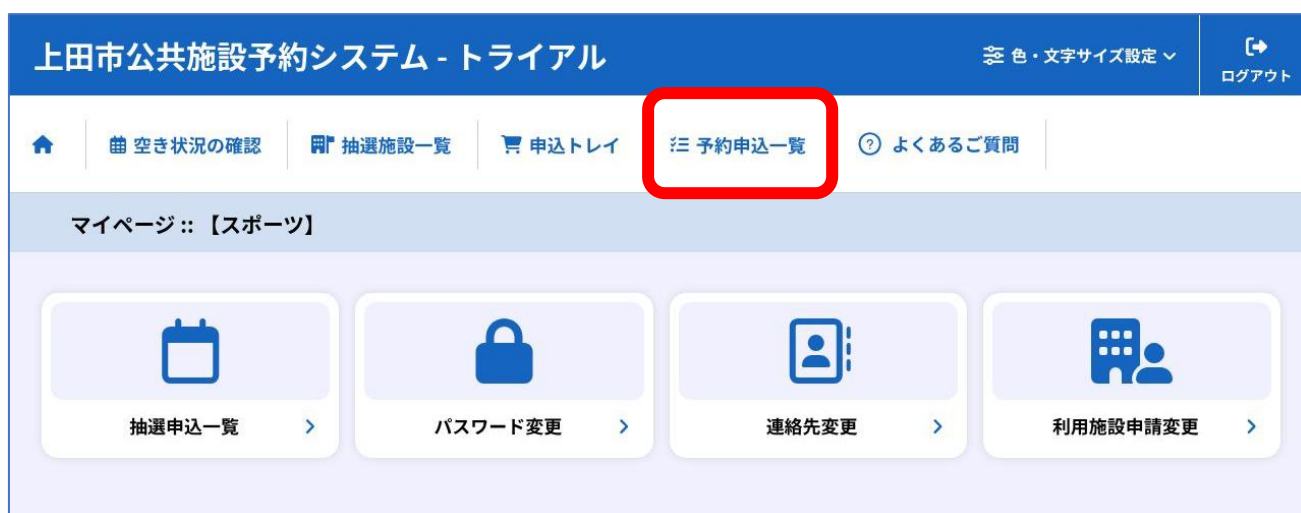 上田市公共施設予約システム - トライアル
色・文字サイズ設定
ログアウト
空き状況の確認
抽選施設一覧
申込トレイ
予約申込一覧
よくあるご質問
マイページ :: 【スポーツ】
抽選申込一覧
パスワード変更
連絡先変更
利用施設申請変更